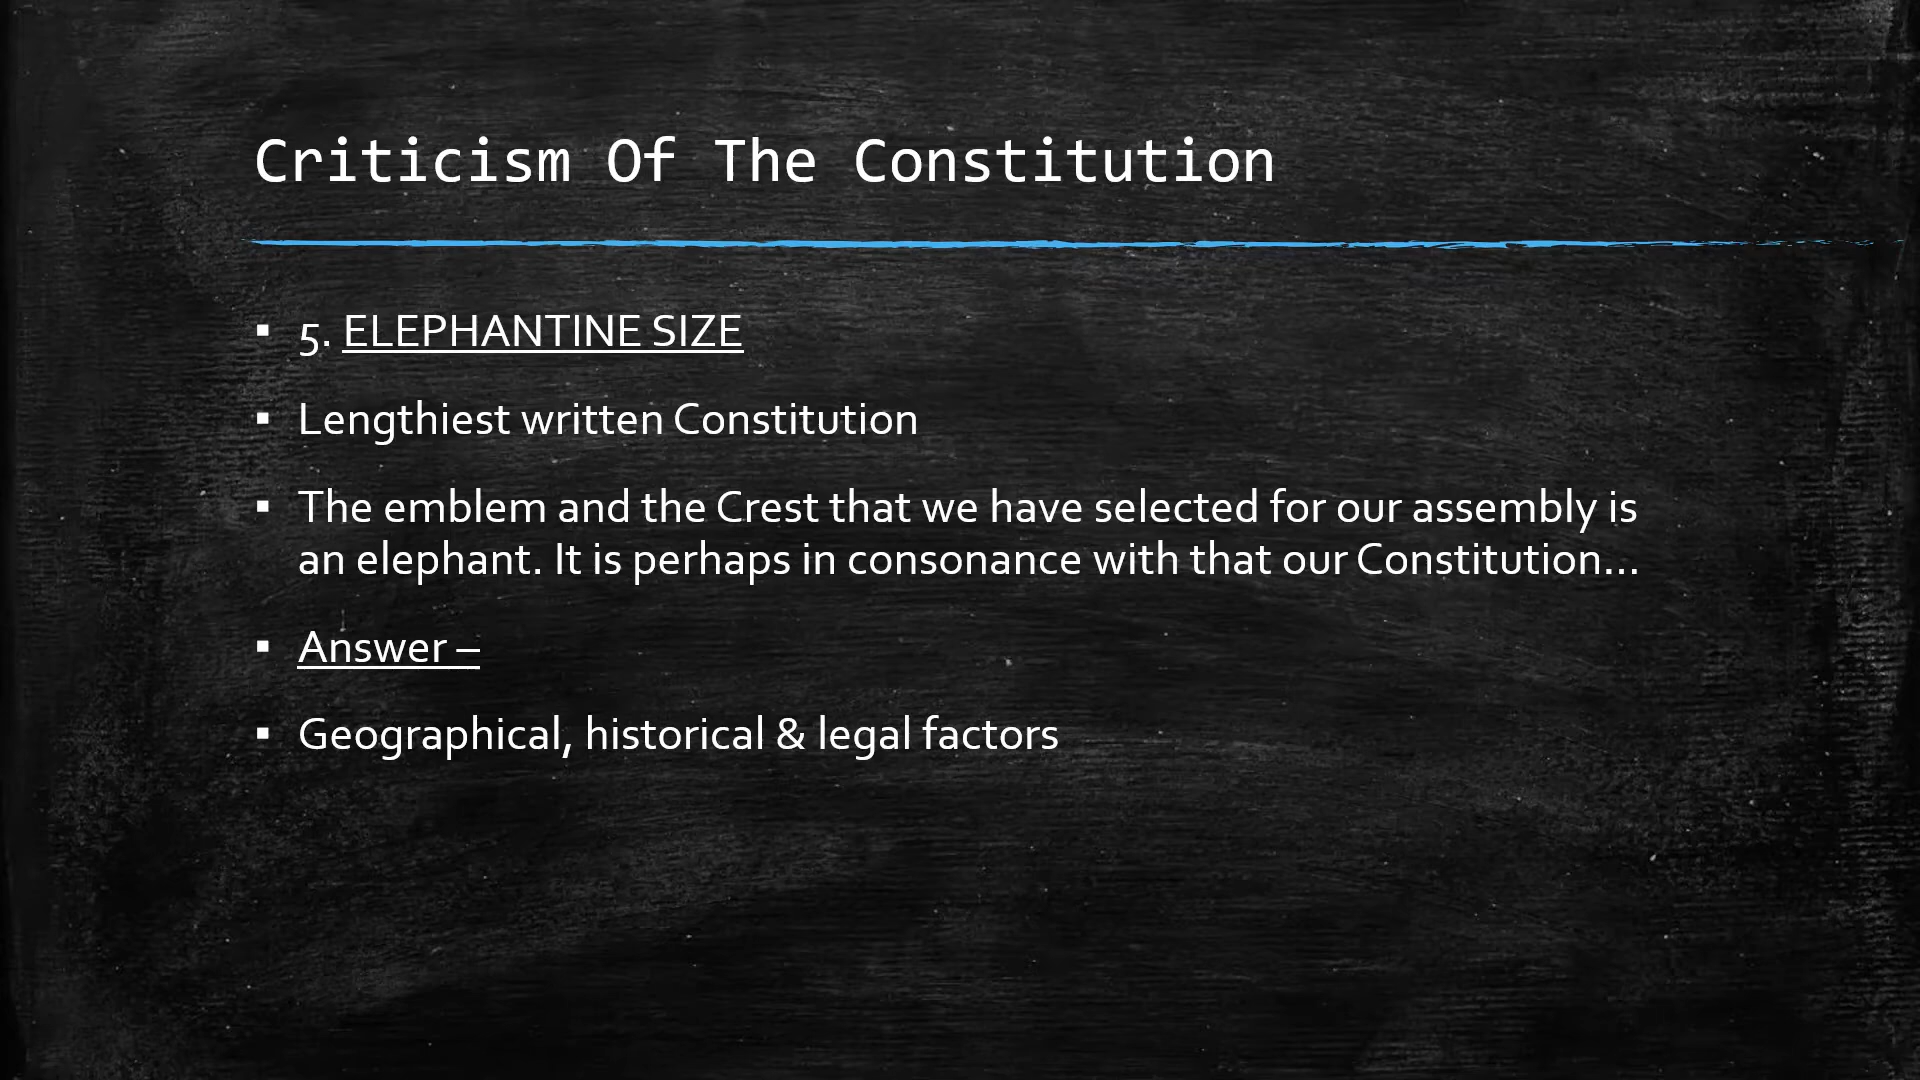 Criticism Of The Constitution
▪ 5. ELEPHANTINE SIZE
▪ Lengthiest written Constitution
▪ The emblem and the Crest that we have selected for our assembly is
an elephant. It is perhaps in consonance with that our Constitution…
▪ Answer –
▪ Geographical, historical & legal factors